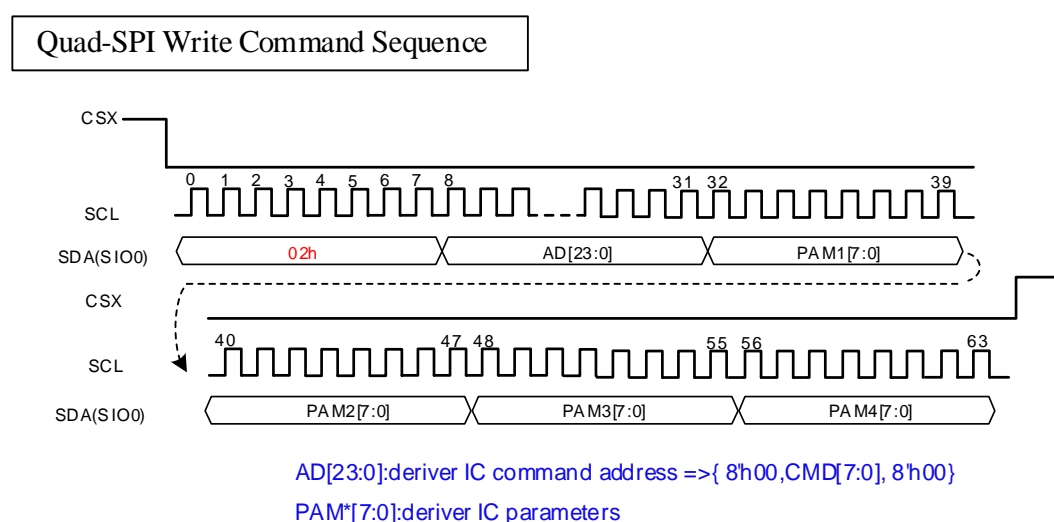 Quad-SPI Write Command Sequence
CSX
0 1 2 3 4 5 6 7 8 31 32 39
SCL
SDA(SIO0) 02h AD[23:0] PAM1[7:0]
CSX
40 47 48 55 56 63
SCL
SDA(SIO0) PAM2[7:0] PAM3[7:0] PAM4[7:0]
AD[23:0]:deriver IC command address =>{ 8'h00,CMD[7:0], 8'h00}
PAM*[7:0]:deriver IC parameters